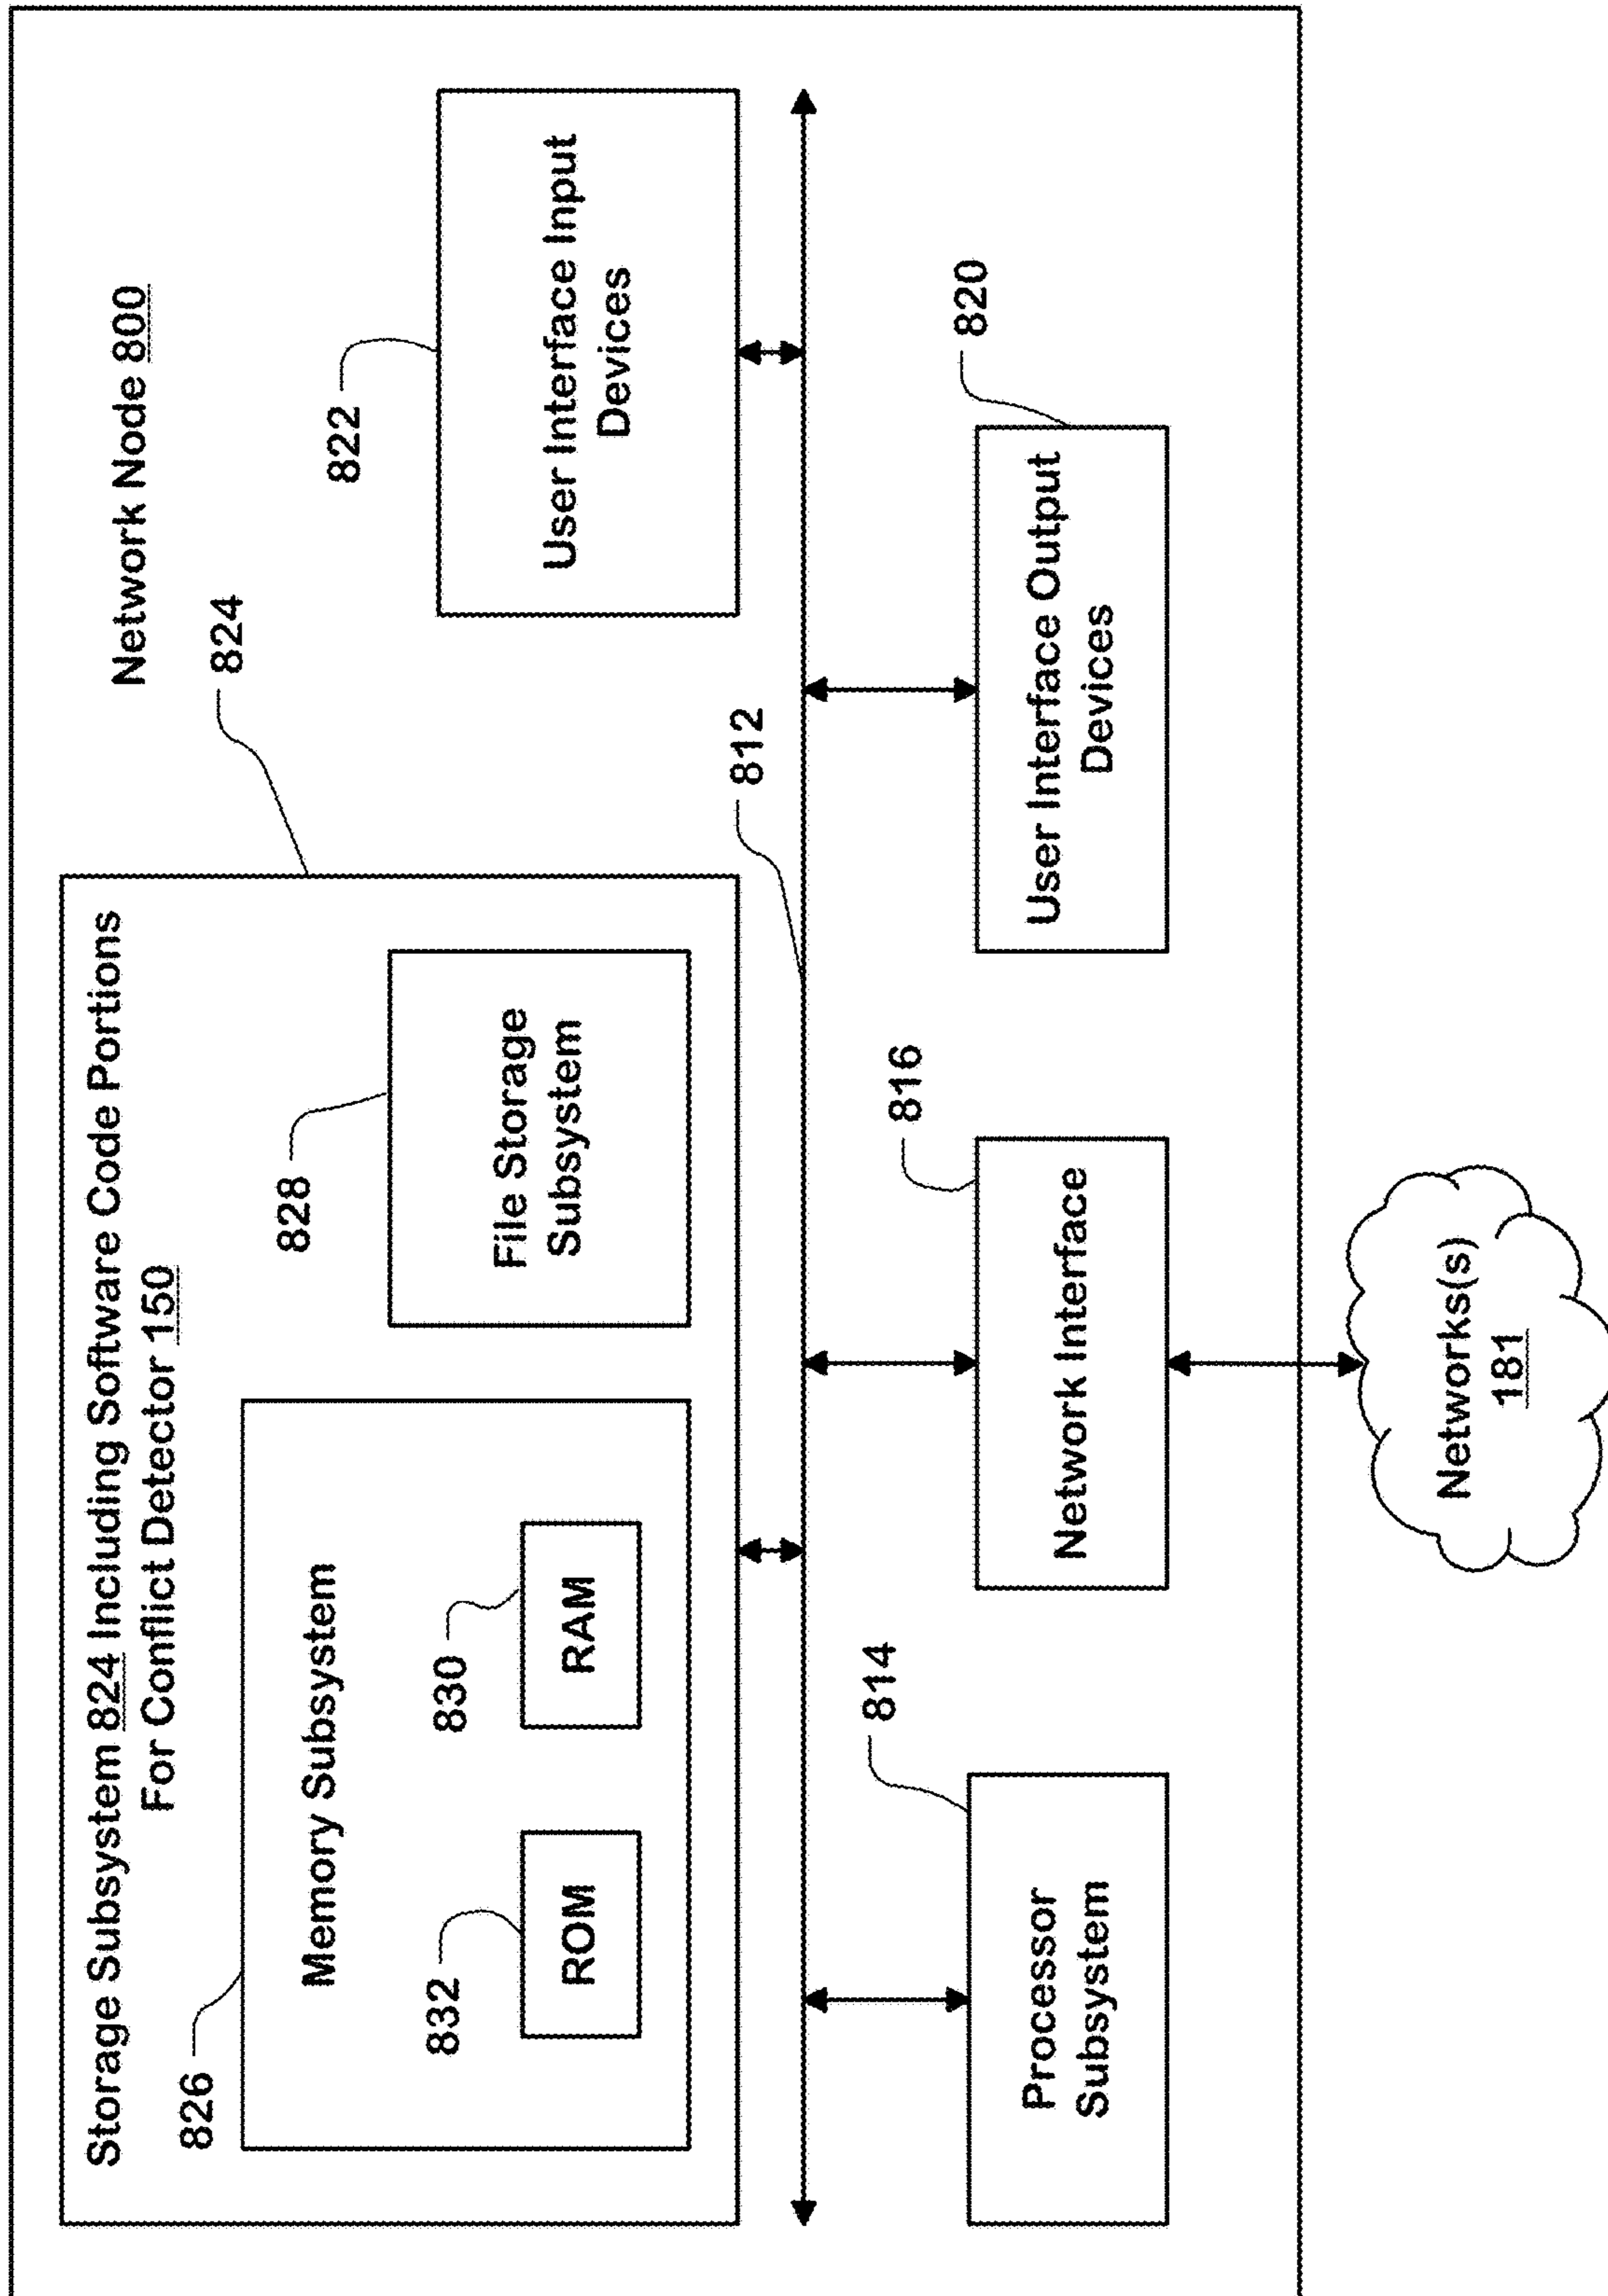 Storage Subsystem 824 Including Software Code Portions
For Conflict Detector 150
824
Network Node 800
826
Memory Subsystem
832
ROM
830
RAM
828
File Storage
Subsystem
822
User Interface Input
Devices
812
814
Processor
Subsystem
816
Network Interface
820
User Interface Output
Devices
Networks(s)
181